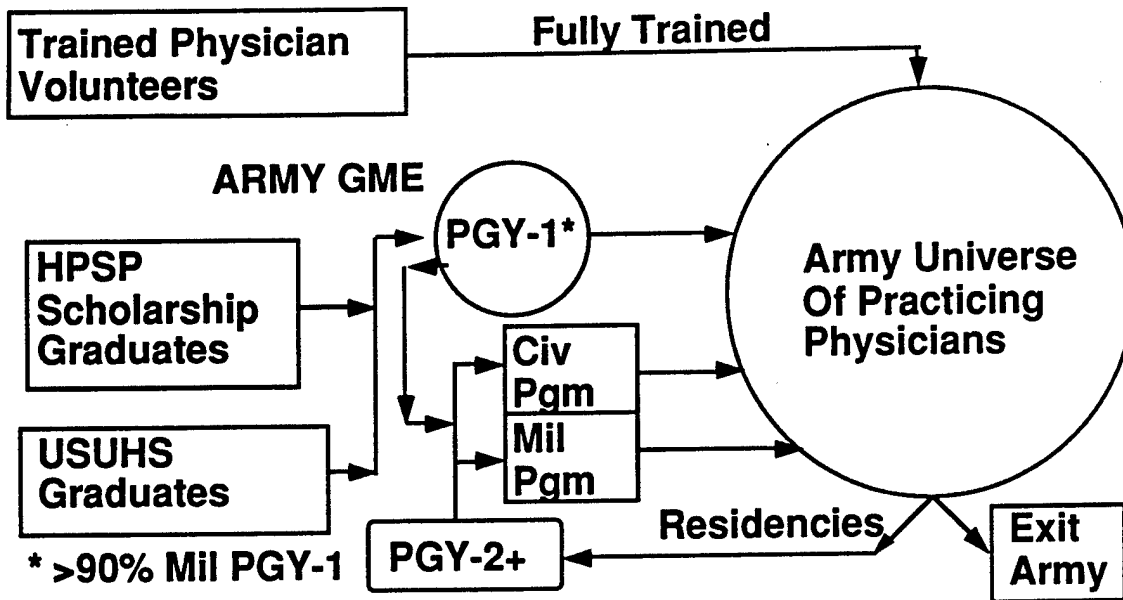 Trained Physician
Volunteers
Fully Trained
ARMY GME
PGY-1*
HPSP
Scholarship
Graduates
Army Universe
Of Practicing
Physicians
Civ
Pgm
Mil
Pgm
USUHS
Graduates
Residencies
Exit
Army
PGY-2+
* >90% Mil PGY-1